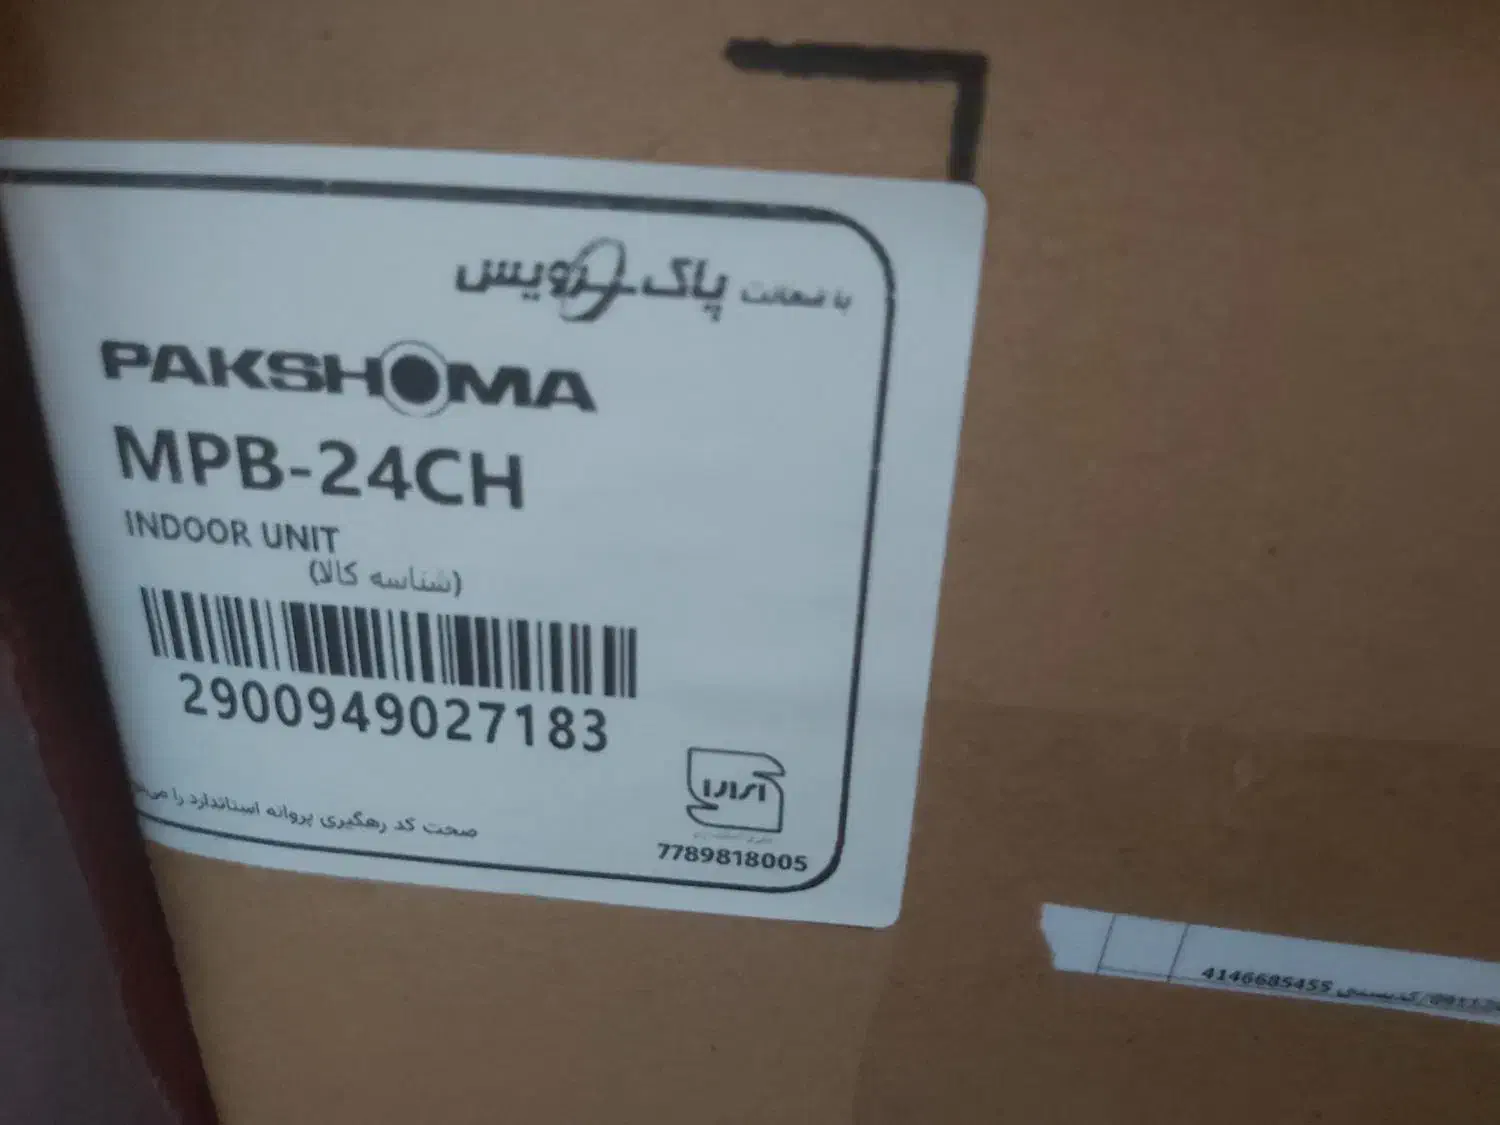 با ضمانت پاک سرویس
PAKSHOMA
MPB-24CH
INDOOR UNIT
(شناسه کالا)
2900949027183
صحت کد رهگیری پروانه استاندارد را
7789818005
4146685455 کدپستی